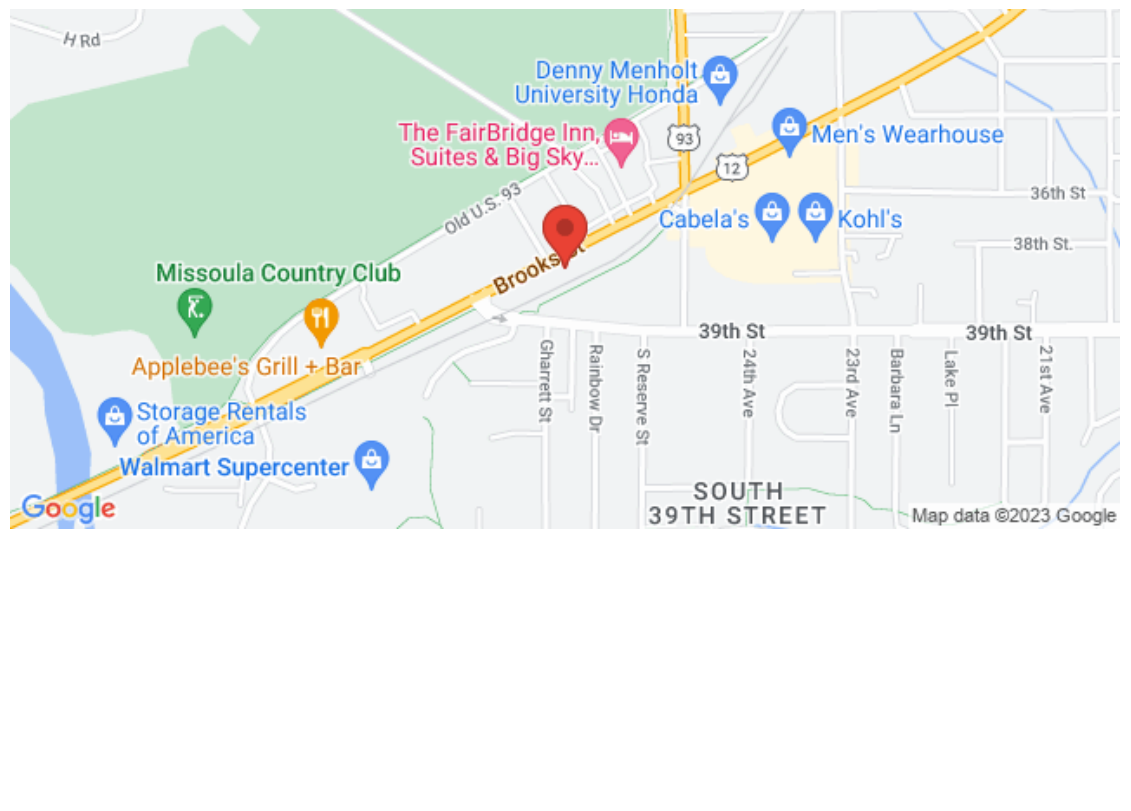 H Rd
Denny Menholt
University Honda
The FairBridge Inn,
Suites & Big Sky...
93
Men's Wearhouse
12
36th St
Old U.S. 93
Cabela's
Kohl's
38th St.
Brooks St
Missoula Country Club
39th St
39th St
Applebee's Grill + Bar
Gharrett St
Rainbow Dr
S Reserve St
24th Ave
23rd Ave
Barbara Ln
Lake Pl
21st Ave
Storage Rentals
of America
Walmart Supercenter
SOUTH
39TH STREET
Google
Map data ©2023 Google